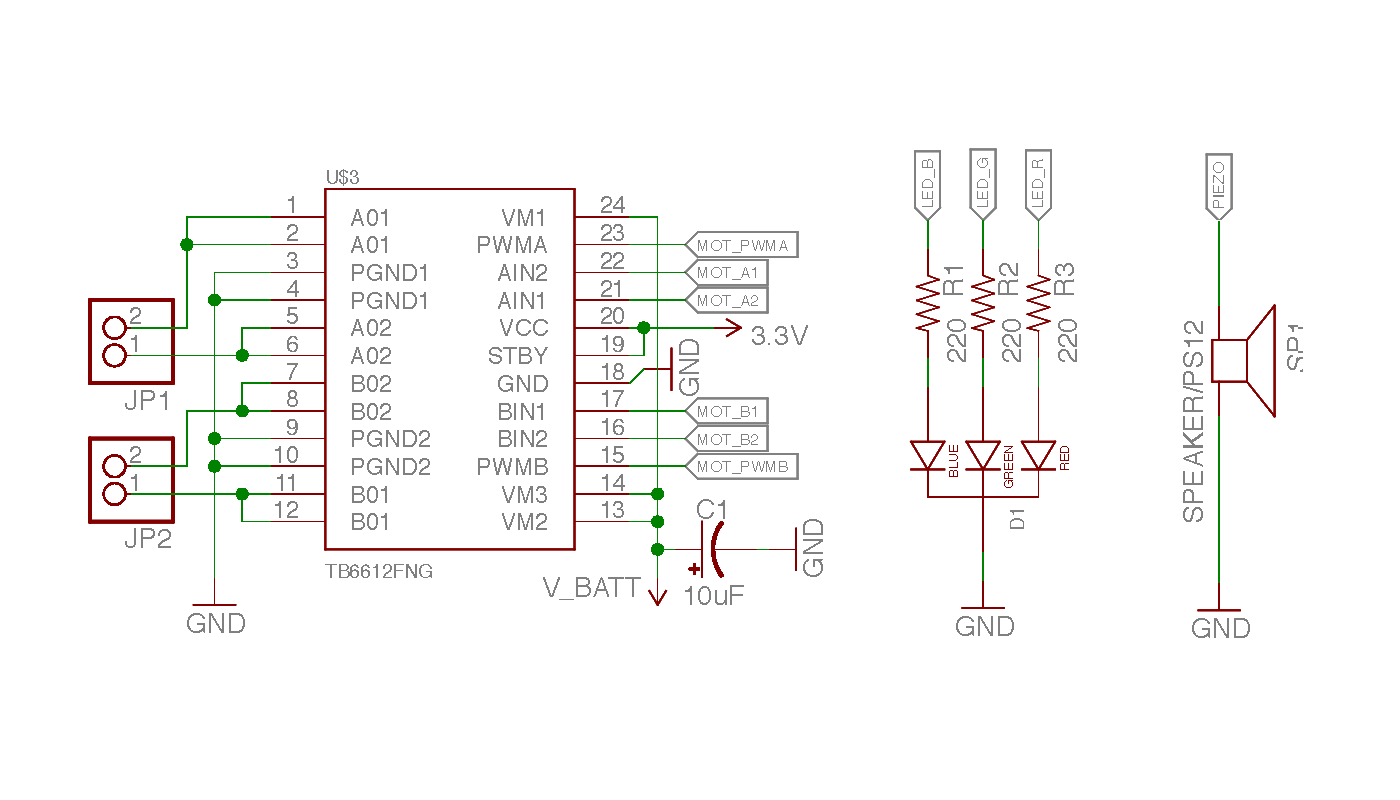 U$3
1 A01 VM1 24
2 A01 PWMA 23 MOT_PWMA
3 PGND1 AIN2 22 MOT_A1
4 PGND1 AIN1 21 MOT_A2
5 A02 VCC 20 3.3V
6 A02 STBY 19
7 B02 GND 18 GND
8 B02 BIN1 17 MOT_B1
9 PGND2 BIN2 16 MOT_B2
10 PGND2 PWMB 15 MOT_PWMB
11 B01 VM3 14
12 B01 VM2 13
TB6612FNG
2
1
JP1
2
1
JP2
GND
V_BATT
C1
10uF
GND
LED_B
LED_G
LED_R
R1
220
R2
220
R3
220
BLUE
GREEN
RED
D1
GND
PIEZO
SPEAKER/PS12
SP1
GND